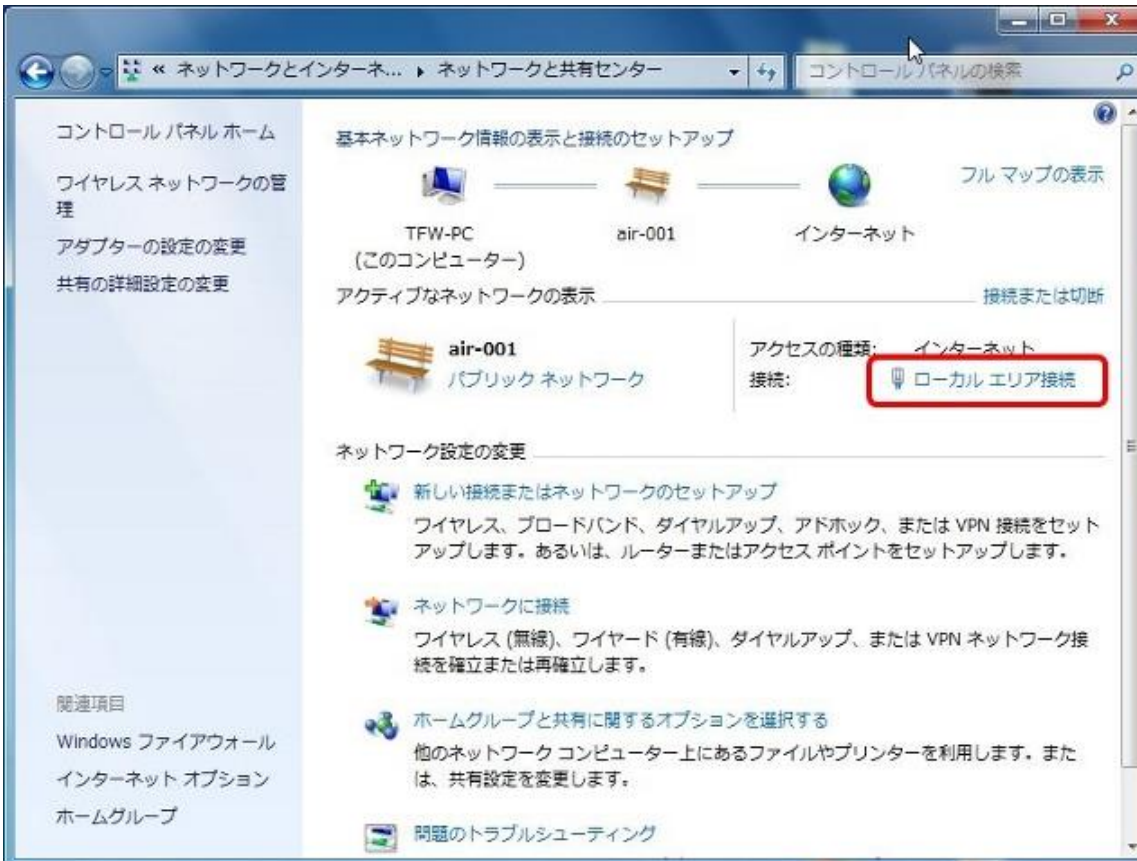 « ネットワークとインターネ... ▸ ネットワークと共有センター
コントロール パネルの検索
コントロール パネル ホーム
ワイヤレス ネットワークの管
理
アダプターの設定の変更
共有の詳細設定の変更
関連項目
Windows ファイアウォール
インターネット オプション
ホームグループ
基本ネットワーク情報の表示と接続のセットアップ
フル マップの表示
TFW-PC
(このコンピューター)
air-001
インターネット
アクティブなネットワークの表示
接続または切断
air-001
パブリック ネットワーク
アクセスの種類: インターネット
接続: ローカル エリア接続
ネットワーク設定の変更
新しい接続またはネットワークのセットアップ
ワイヤレス、ブロードバンド、ダイヤルアップ、アドホック、または VPN 接続をセット
アップします。あるいは、ルーターまたはアクセス ポイントをセットアップします。
ネットワークに接続
ワイヤレス (無線)、ワイヤード (有線)、ダイヤルアップ、または VPN ネットワーク接
続を確立または再確立します。
ホームグループと共有に関するオプションを選択する
他のネットワーク コンピューター上にあるファイルやプリンターを利用します。また
は、共有設定を変更します。
問題のトラブルシューティング